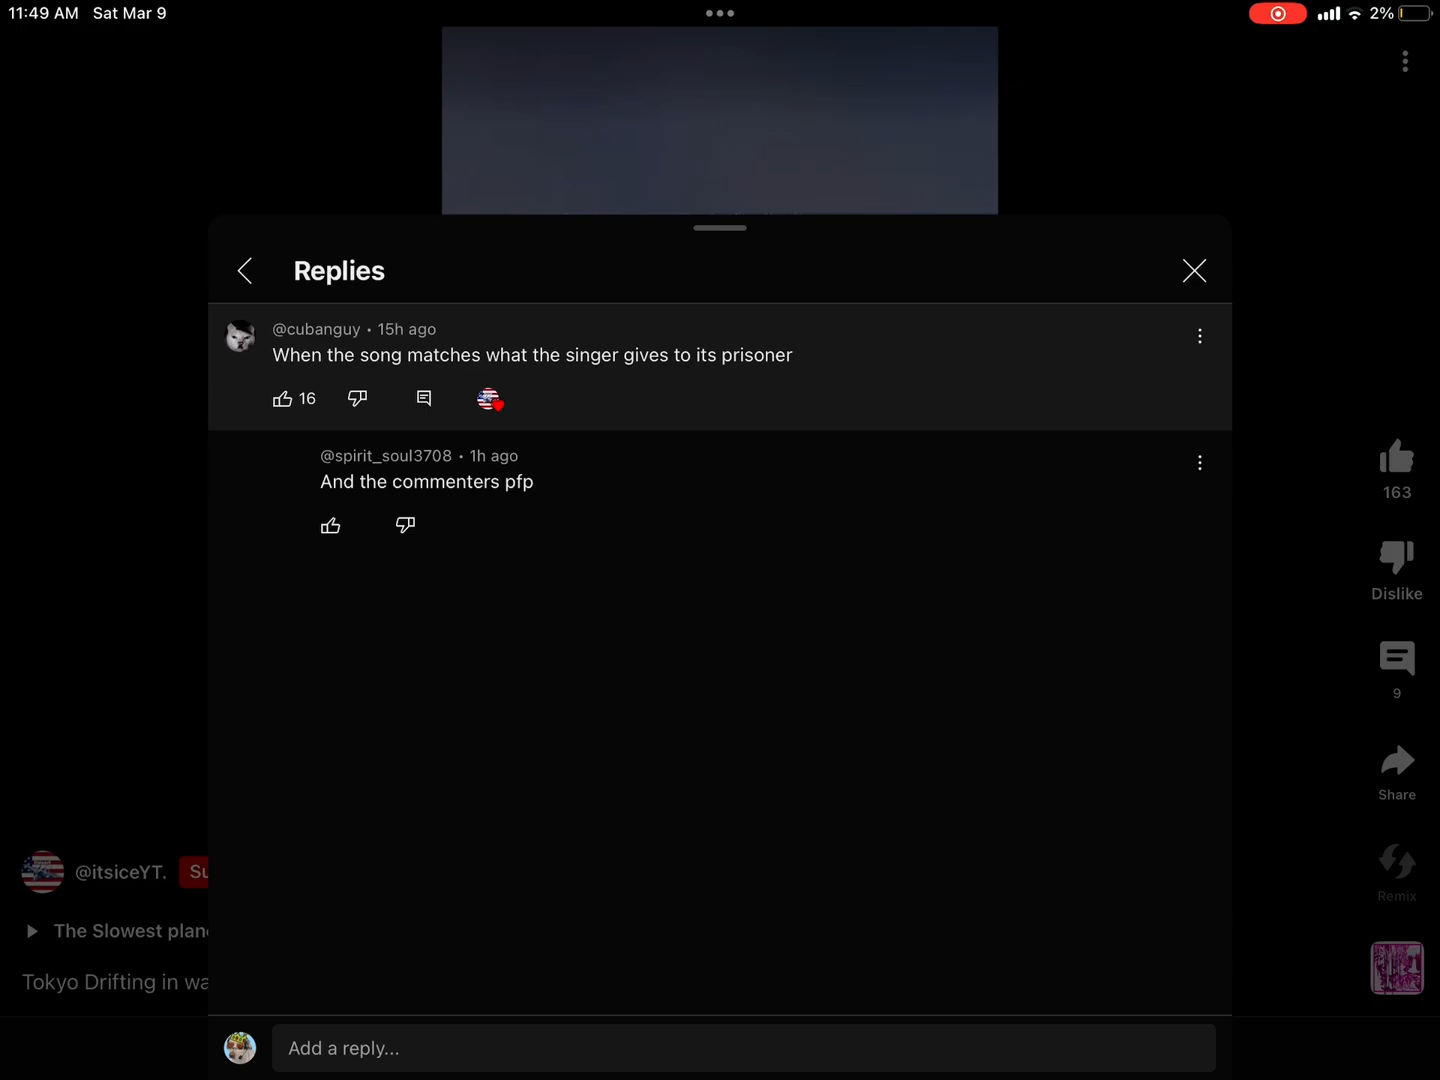 11:49 AM Sat Mar 9
2%
Replies
@cubanguy • 15h ago
When the song matches what the singer gives to its prisoner
16
@spirit_soul3708 • 1h ago
And the commenters pfp
163
Dislike
9
Share
@itsiceYT. Su
Remix
The Slowest plan
Tokyo Drifting in wa
Add a reply...